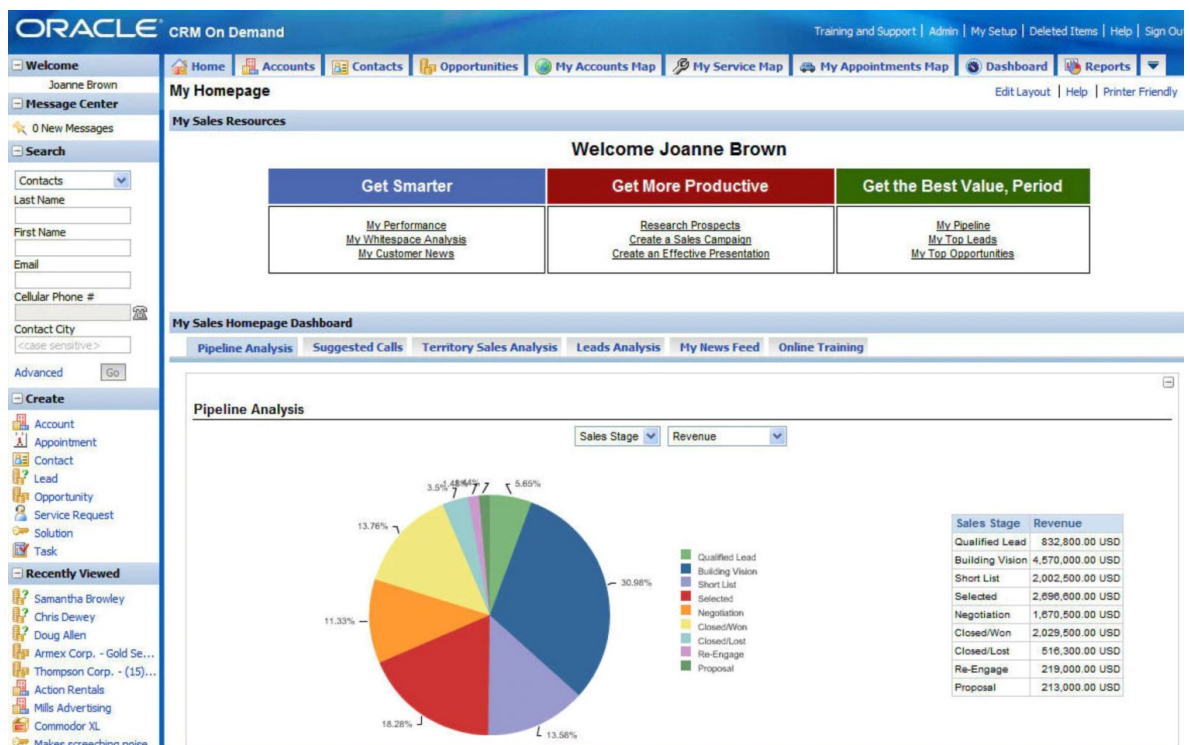 ORACLE CRM On Demand
Training and Support | Admin | My Setup | Deleted Items | Help | Sign Ou
Welcome
Joanne Brown
Message Center
0 New Messages
Search
Contacts
Last Name
First Name
Email
Cellular Phone #
Contact City
<case sensitive>
Advanced Go
Create
Account
Appointment
Contact
Lead
Opportunity
Service Request
Solution
Task
Recently Viewed
Samantha Browley
Chris Dewey
Doug Allen
Armex Corp. - Gold Se...
Thompson Corp. - (15)...
Action Rentals
Mills Advertising
Commodor XL
Makes screeching noise
Home Accounts Contacts Opportunities My Accounts Map My Service Map My Appointments Map Dashboard Reports
My Homepage
Edit Layout | Help | Printer Friendly
My Sales Resources
Welcome Joanne Brown
Get Smarter
My Performance
My Whitespace Analysis
My Customer News
Get More Productive
Research Prospects
Create a Sales Campaign
Create an Effective Presentation
Get the Best Value, Period
My Pipeline
My Top Leads
My Top Opportunities
My Sales Homepage Dashboard
Pipeline Analysis Suggested Calls Territory Sales Analysis Leads Analysis My News Feed Online Training
Pipeline Analysis
Sales Stage Revenue
3.5%
5.65%
13.76%
30.98%
11.33%
18.28%
13.58%
Qualified Lead
Building Vision
Short List
Selected
Negotiation
Closed/Won
Closed/Lost
Re-Engage
Proposal
Sales Stage Revenue
Qualified Lead 832,800.00 USD
Building Vision 4,570,000.00 USD
Short List 2,002,500.00 USD
Selected 2,696,600.00 USD
Negotiation 1,670,500.00 USD
Closed/Won 2,029,500.00 USD
Closed/Lost 516,300.00 USD
Re-Engage 219,000.00 USD
Proposal 213,000.00 USD